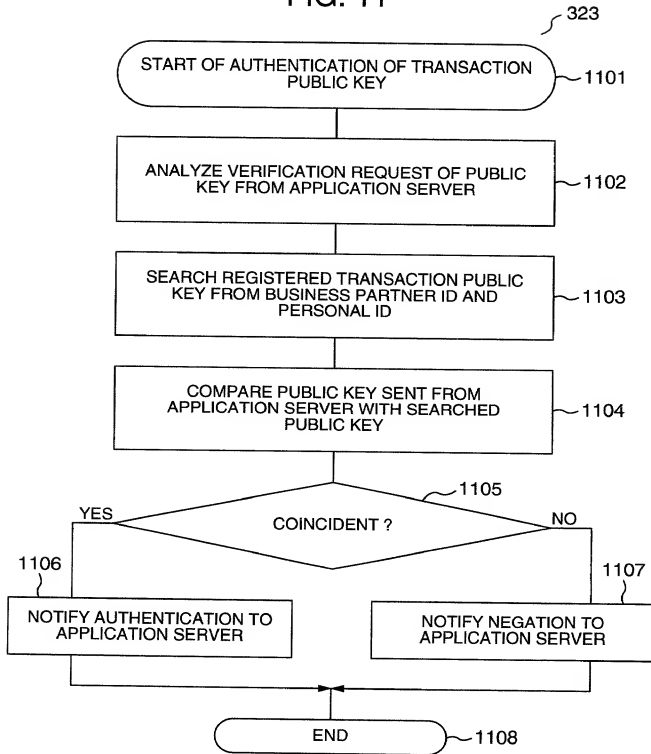 FIG. 11
323
START OF AUTHENTICATION OF TRANSACTION
PUBLIC KEY
1101
ANALYZE VERIFICATION REQUEST OF PUBLIC
KEY FROM APPLICATION SERVER
1102
SEARCH REGISTERED TRANSACTION PUBLIC
KEY FROM BUSINESS PARTNER ID AND
PERSONAL ID
1103
COMPARE PUBLIC KEY SENT FROM
APPLICATION SERVER WITH SEARCHED
PUBLIC KEY
1104
1105
YES
COINCIDENT ?
NO
1106
1107
NOTIFY AUTHENTICATION TO
APPLICATION SERVER
NOTIFY NEGATION TO
APPLICATION SERVER
END
1108